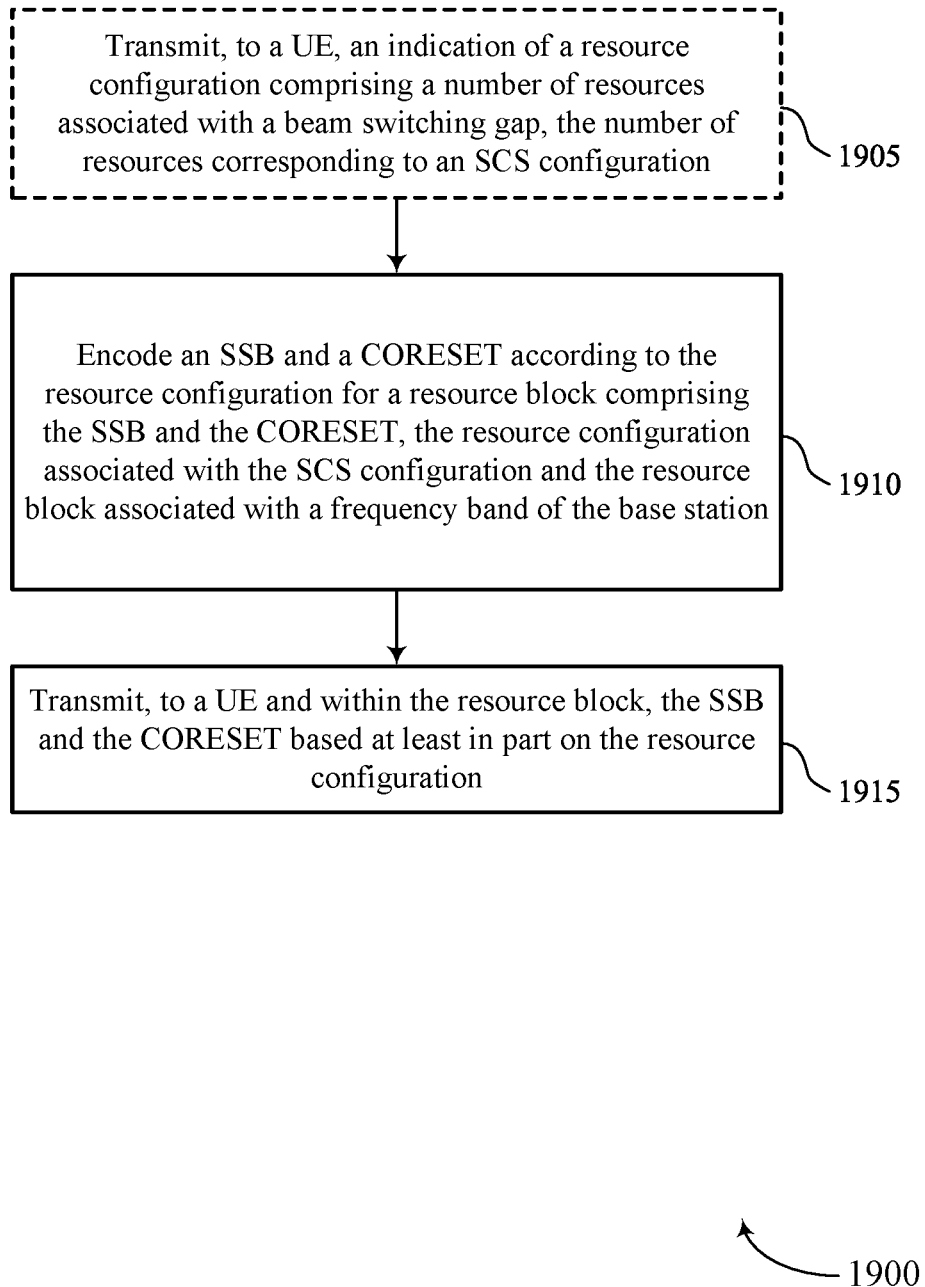 Transmit, to a UE, an indication of a resource
configuration comprising a number of resources
associated with a beam switching gap, the number of
resources corresponding to an SCS configuration
1905
Encode an SSB and a CORESET according to the
resource configuration for a resource block comprising
the SSB and the CORESET, the resource configuration
associated with the SCS configuration and the resource
block associated with a frequency band of the base station
1910
Transmit, to a UE and within the resource block, the SSB
and the CORESET based at least in part on the resource
configuration
1915
1900